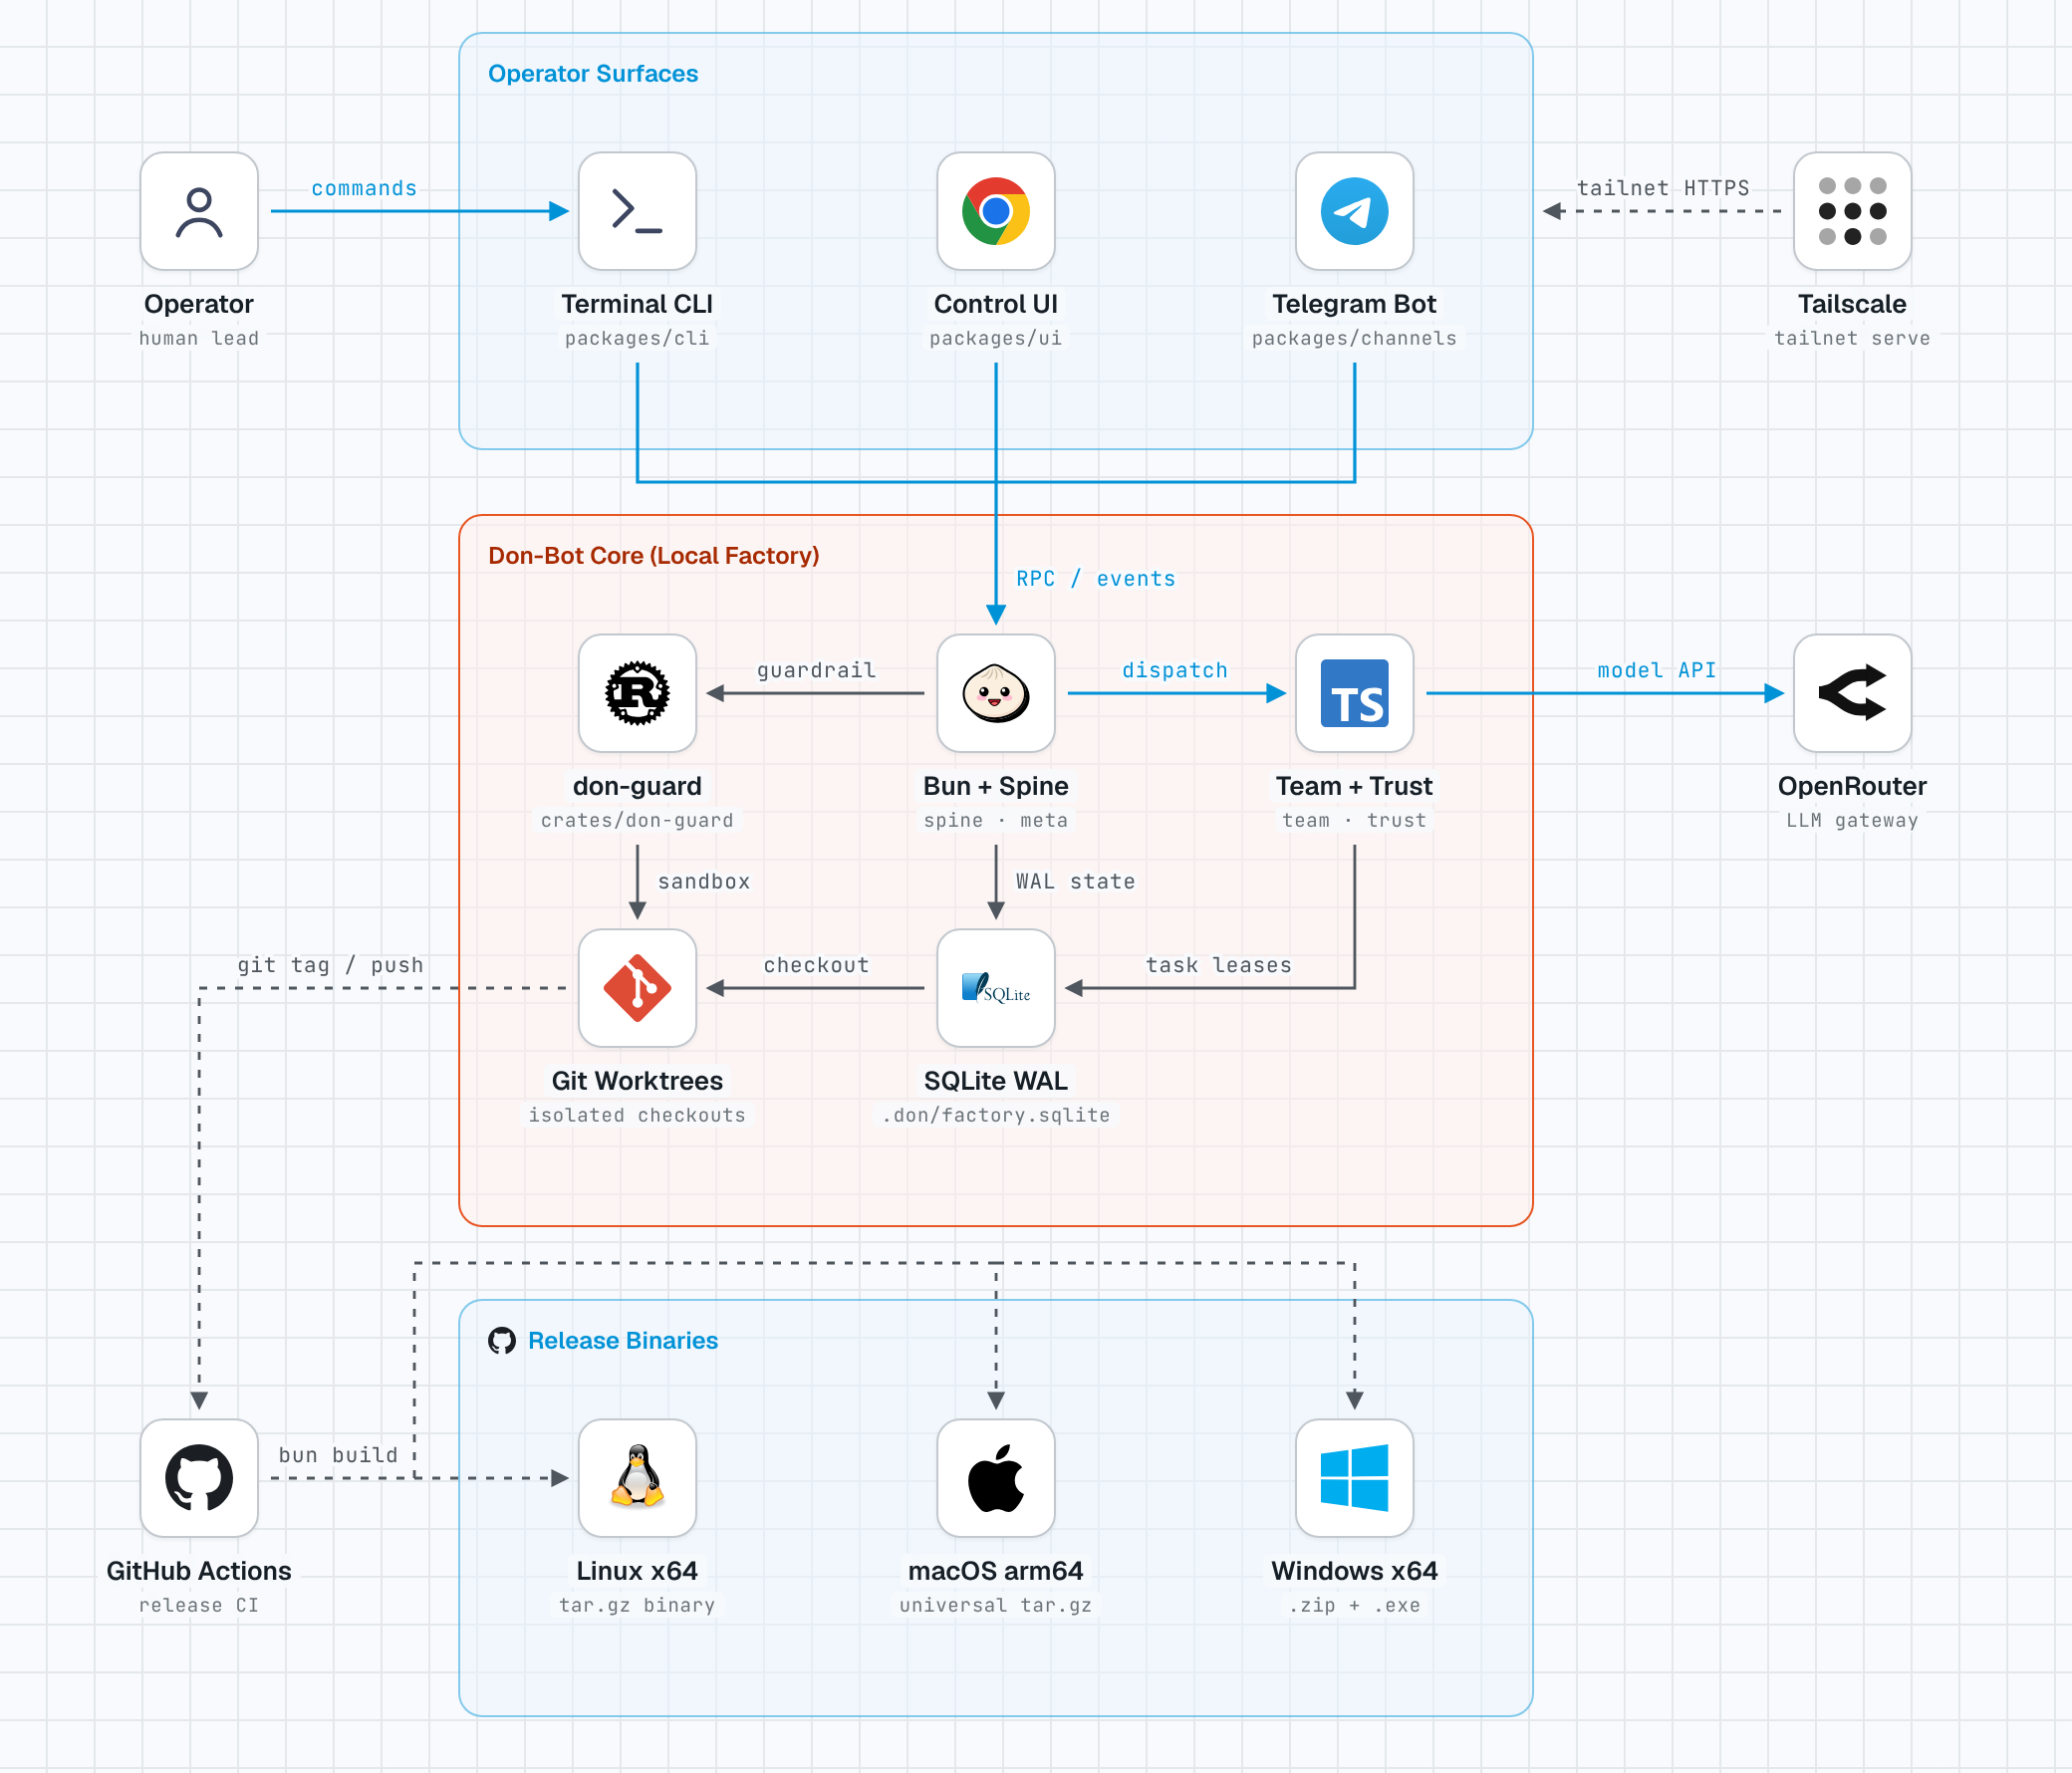 Operator Surfaces
commands
tailnet HTTPS
Operator
human lead
Terminal CLI
packages/cli
Control UI
packages/ui
Telegram Bot
packages/channels
Tailscale
tailnet serve
Don-Bot Core (Local Factory)
RPC / events
guardrail
dispatch
model API
R
TS
don-guard
crates/don-guard
Bun + Spine
spine · meta
Team + Trust
team · trust
OpenRouter
LLM gateway
sandbox
WAL state
git tag / push
checkout
task leases
SQLite
Git Worktrees
isolated checkouts
SQLite WAL
.don/factory.sqlite
Release Binaries
bun build
GitHub Actions
release CI
Linux x64
tar.gz binary
macOS arm64
universal tar.gz
Windows x64
.zip + .exe